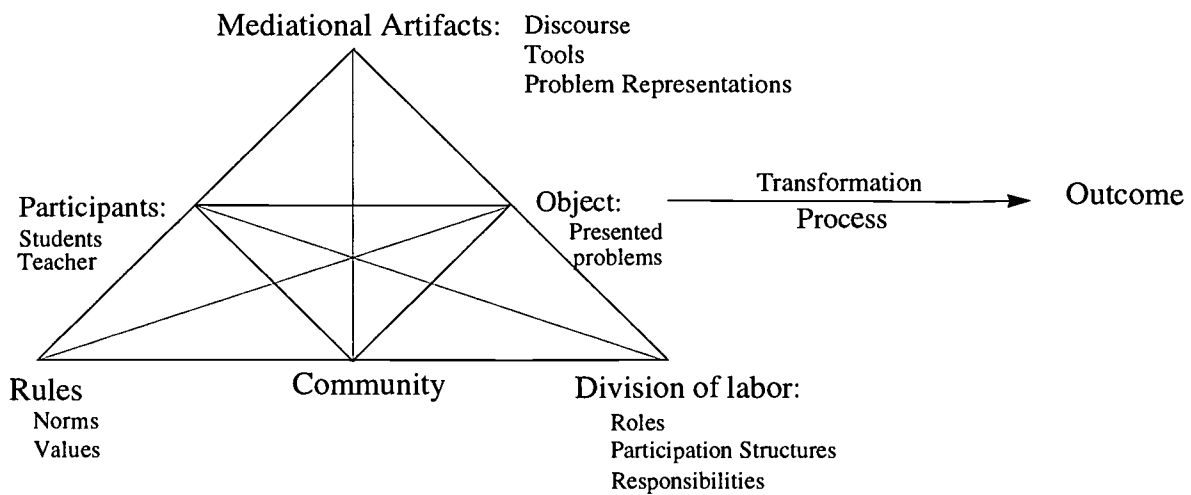 Mediational Artifacts:
Discourse
Tools
Problem Representations
Participants:
Students
Teacher
Object:
Presented
problems
Transformation
Process
Outcome
Rules
Norms
Values
Community
Division of labor:
Roles
Participation Structures
Responsibilities